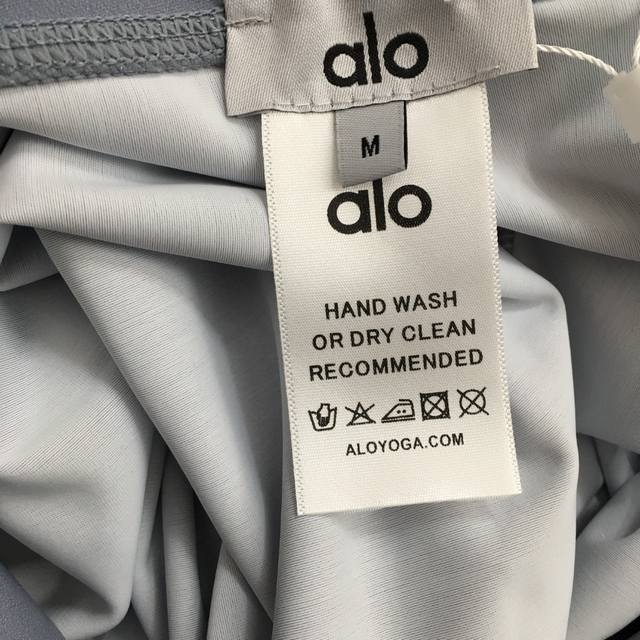 alo
M
alo
HAND WASH
OR DRY CLEAN
RECOMMENDED
ALOYOGA.COM